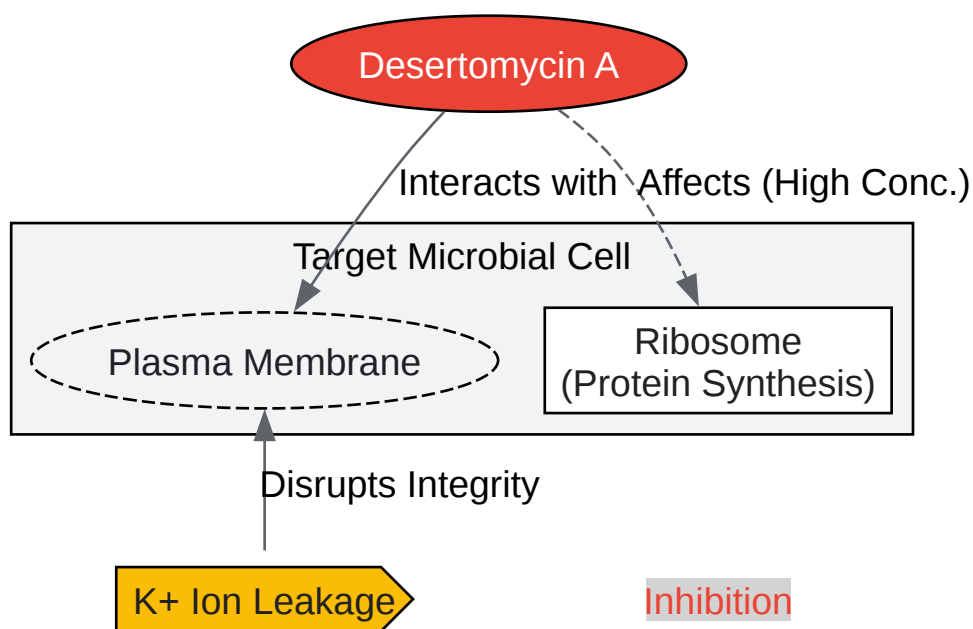 Desertomycin A
Interacts with
Affects (High Conc.)
Target Microbial Cell
Plasma Membrane
Ribosome
(Protein Synthesis)
Disrupts Integrity
K+ Ion Leakage
Inhibition